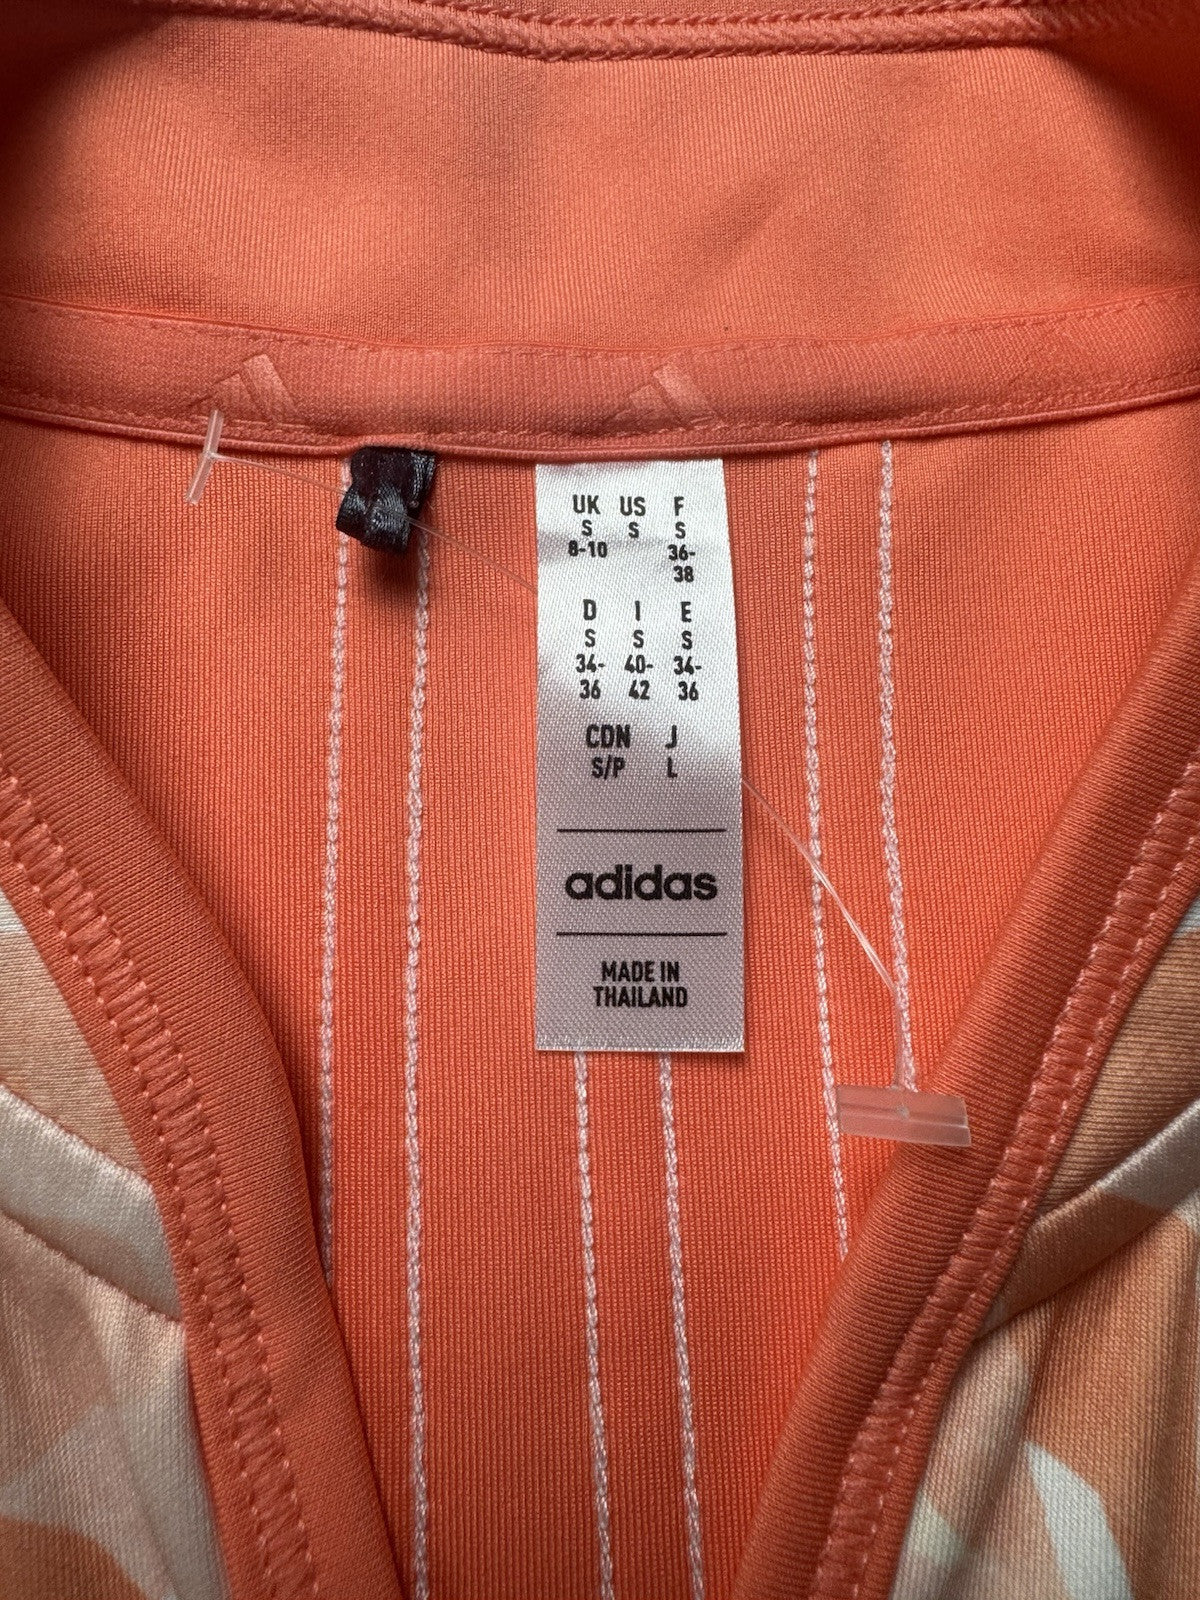 UK US F
S S S
8-10 36-
38
D I E
S S S
34- 40- 34-
36 42 36
CDN J
S/P L
adidas
MADE IN
THAILAND